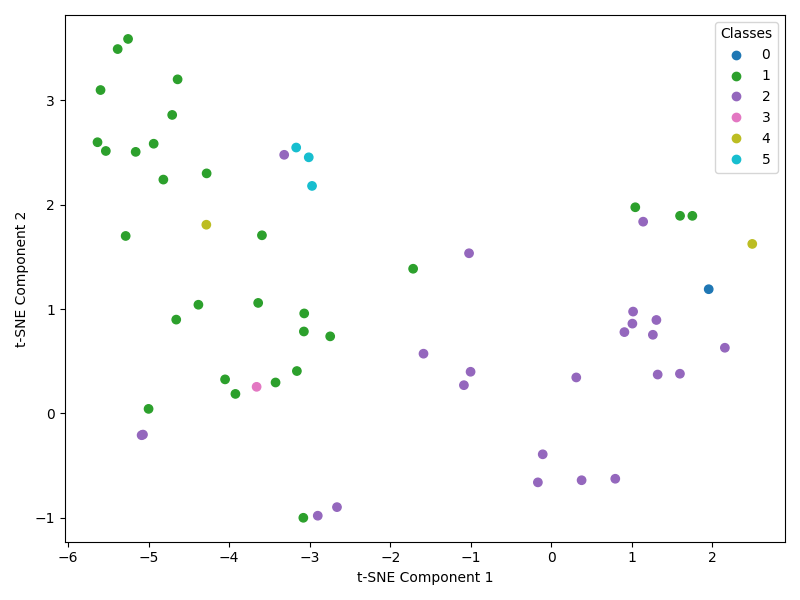 Classes
0
1
2
3
4
5
3
2
1
0
−1
t-SNE Component 2
−6 −5 −4 −3 −2 −1 0 1 2
t-SNE Component 1